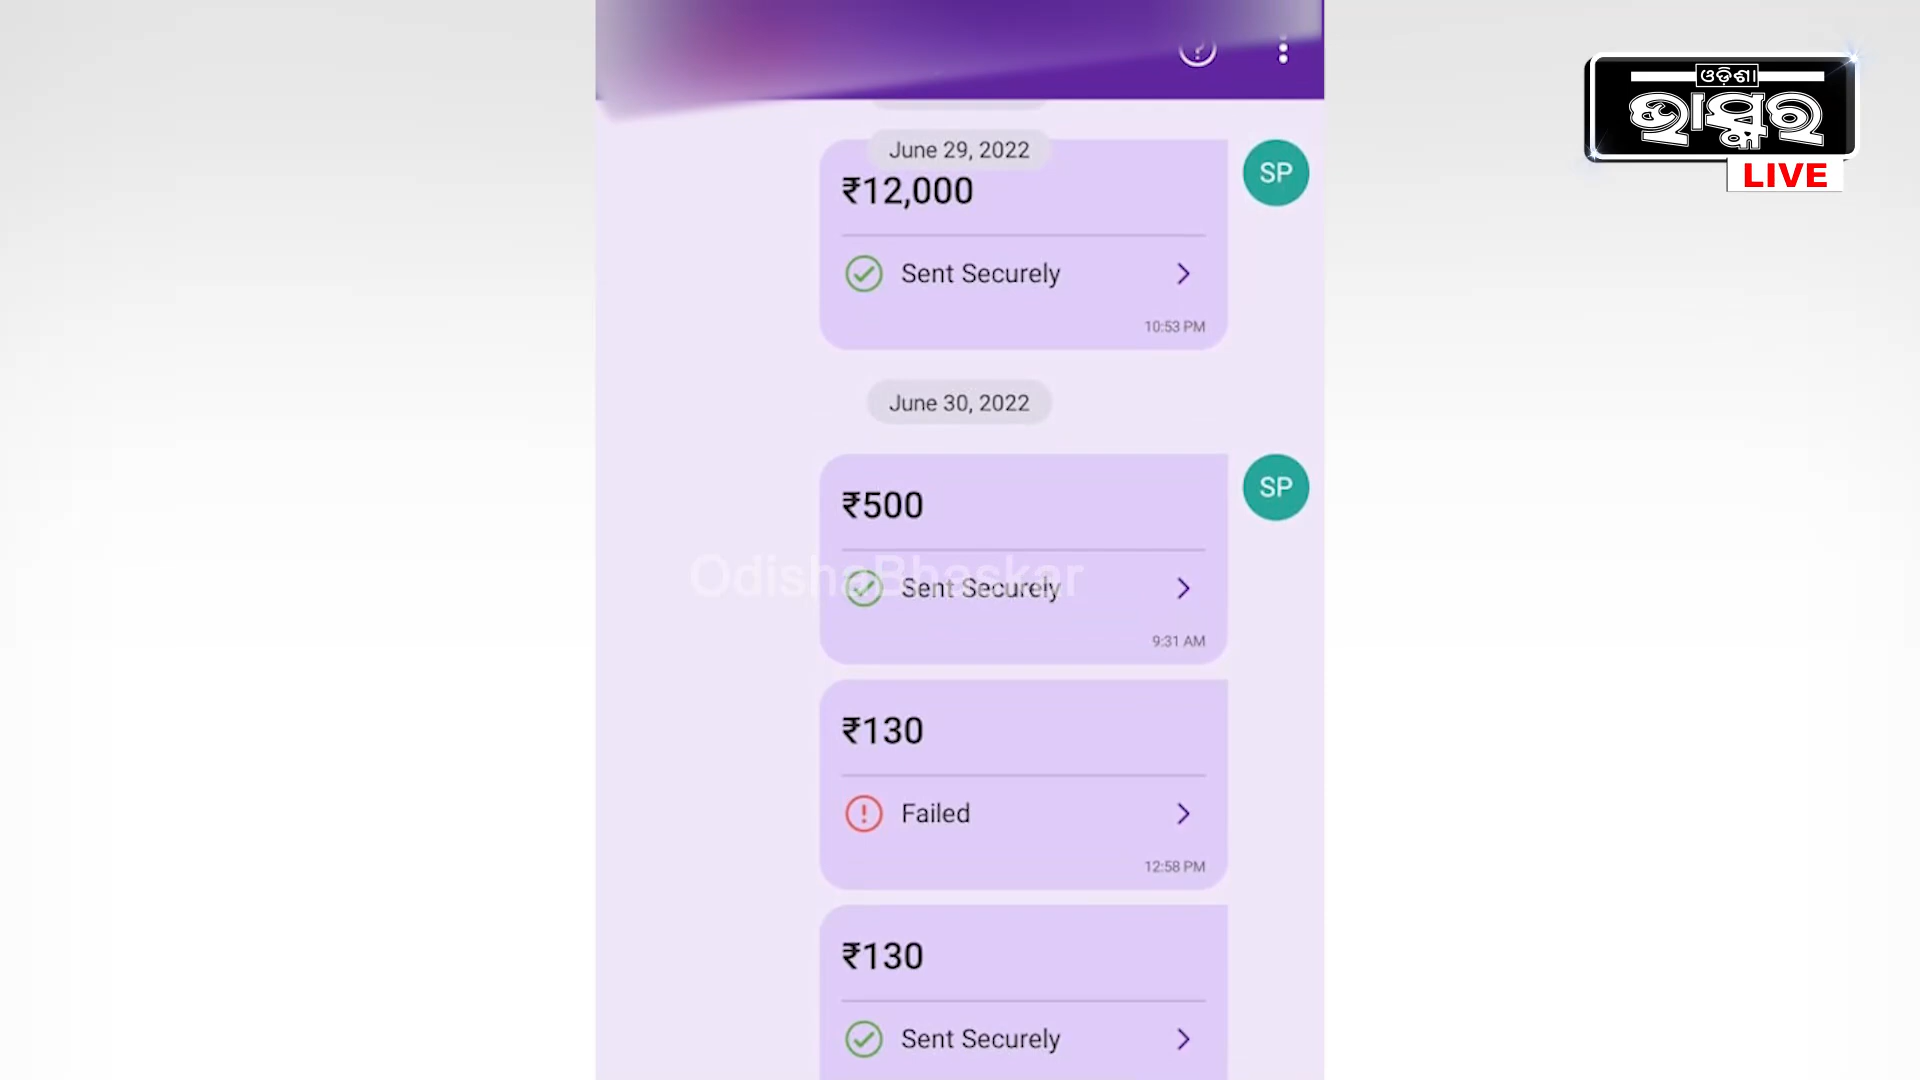 ଓଡ଼ିଶା
ଭାସ୍କର
LIVE
June 29, 2022
₹12,000
SP
Sent Securely
10:53 PM
June 30, 2022
₹500
SP
OdishaBhaskar
Sent Securely
9:31 AM
₹130
Failed
12:58 PM
₹130
Sent Securely